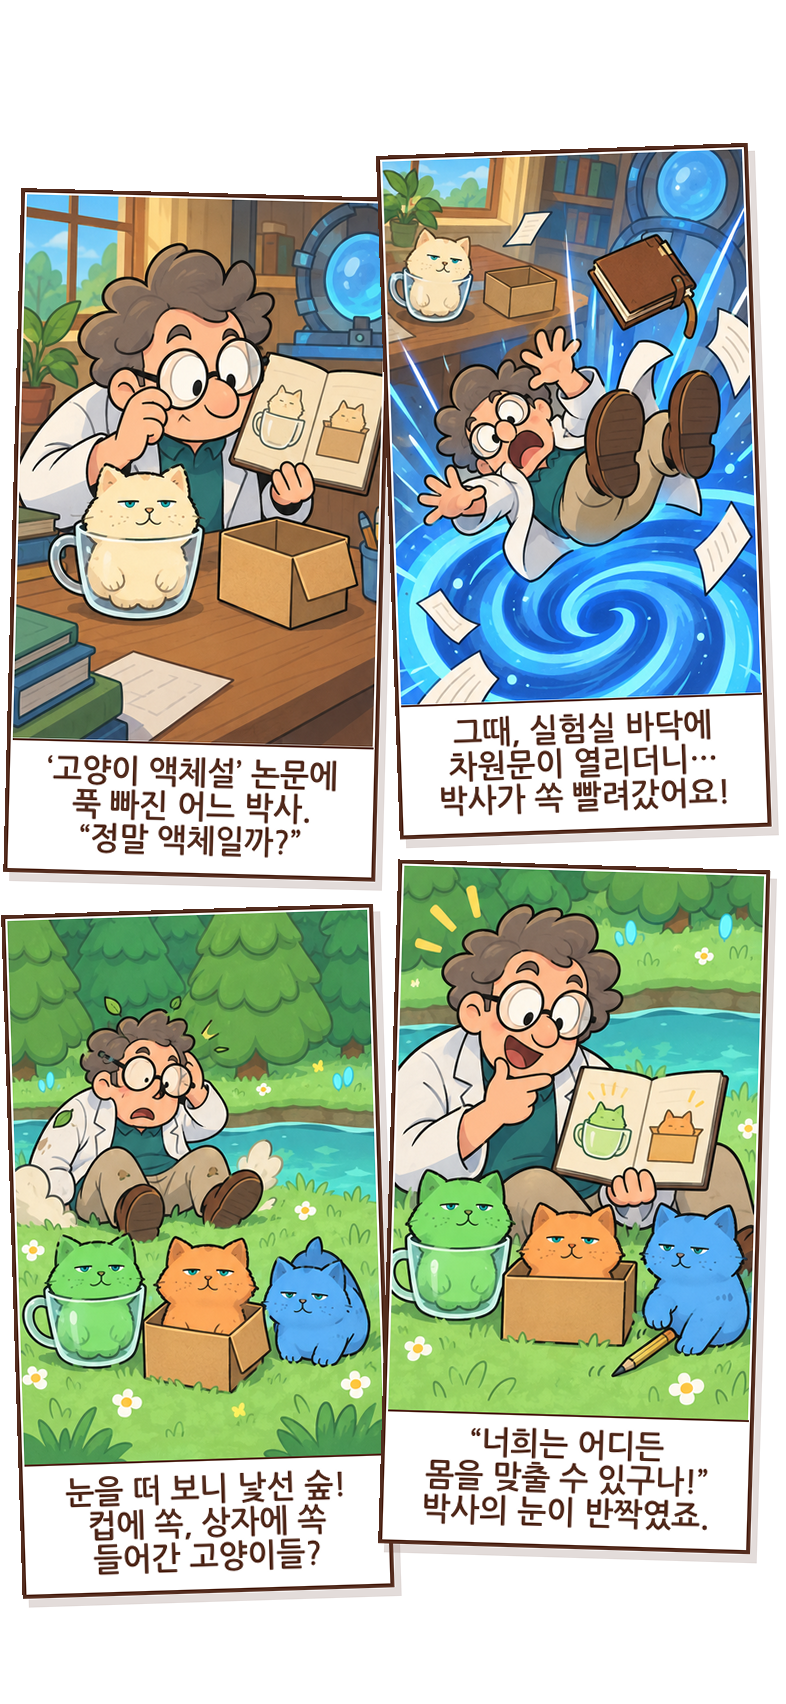 ‘고양이 액체설’ 논문에
푹 빠진 어느 박사.
“정말 액체일까?”
그때, 실험실 바닥에
차원문이 열리더니…
박사가 쏙 빨려갔어요!
눈을 떠 보니 낯선 숲!
컵에 쏙, 상자에 쏙
들어간 고양이들?
“너희는 어디든
몸을 맞출 수 있구나!”
박사의 눈이 반짝였죠.